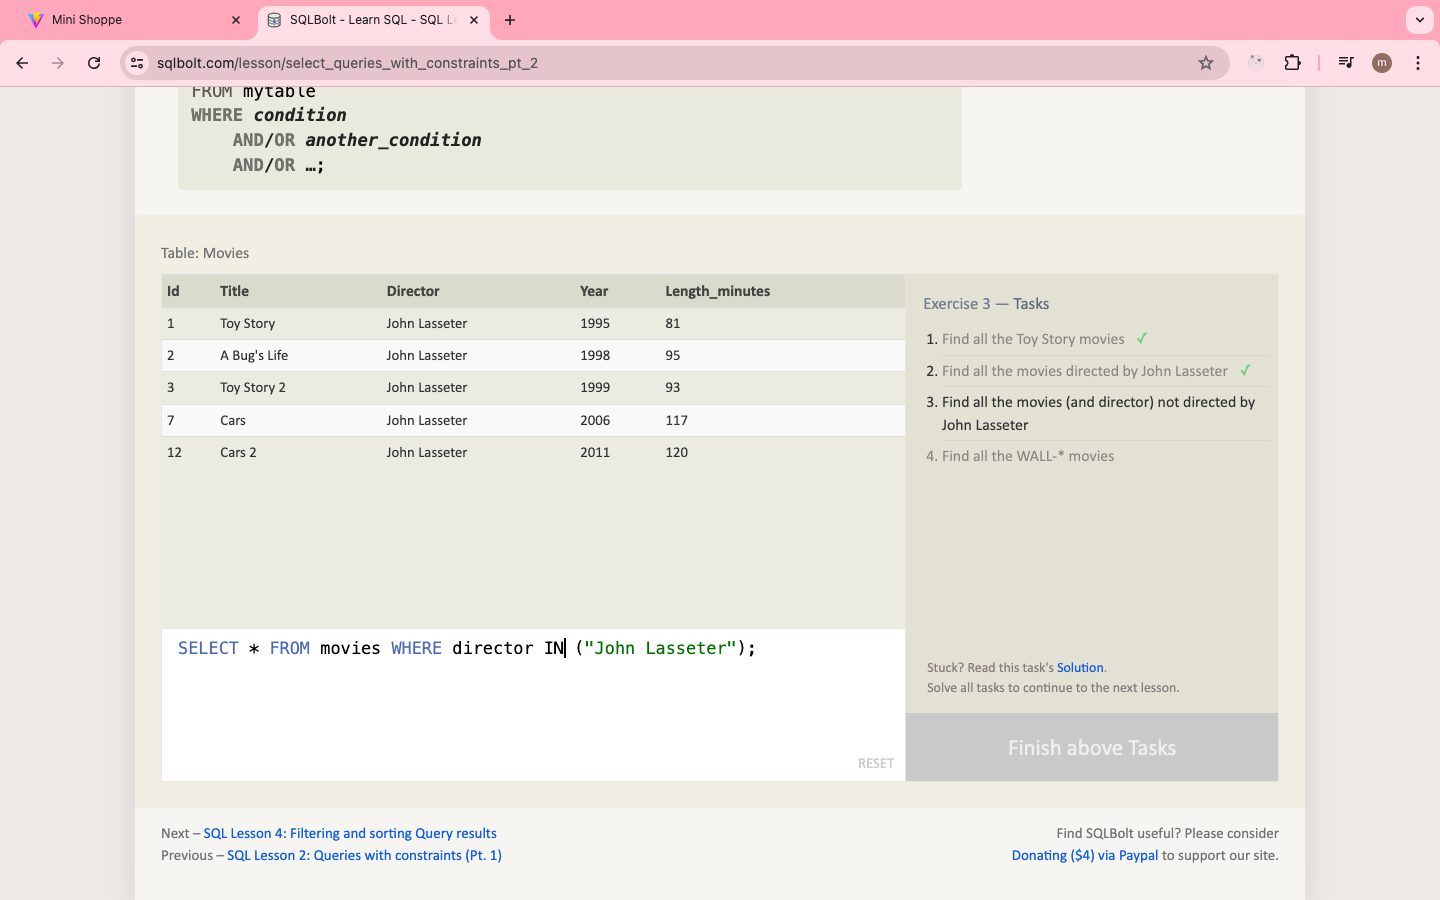 Mini Shoppe
SQLBolt - Learn SQL - SQL Le
sqlbolt.com/lesson/select_queries_with_constraints_pt_2
m
FROM mytable
WHERE condition
AND/OR another_condition
AND/OR …;
Table: Movies
Id Title Director Year Length_minutes
1 Toy Story John Lasseter 1995 81
2 A Bug's Life John Lasseter 1998 95
3 Toy Story 2 John Lasseter 1999 93
7 Cars John Lasseter 2006 117
12 Cars 2 John Lasseter 2011 120
SELECT * FROM movies WHERE director IN ("John Lasseter");
RESET
Exercise 3 — Tasks
1. Find all the Toy Story movies ✓
2. Find all the movies directed by John Lasseter ✓
3. Find all the movies (and director) not directed by
John Lasseter
4. Find all the WALL-* movies
Stuck? Read this task's Solution.
Solve all tasks to continue to the next lesson.
Finish above Tasks
Next – SQL Lesson 4: Filtering and sorting Query results
Previous – SQL Lesson 2: Queries with constraints (Pt. 1)
Find SQLBolt useful? Please consider
Donating ($4) via Paypal to support our site.